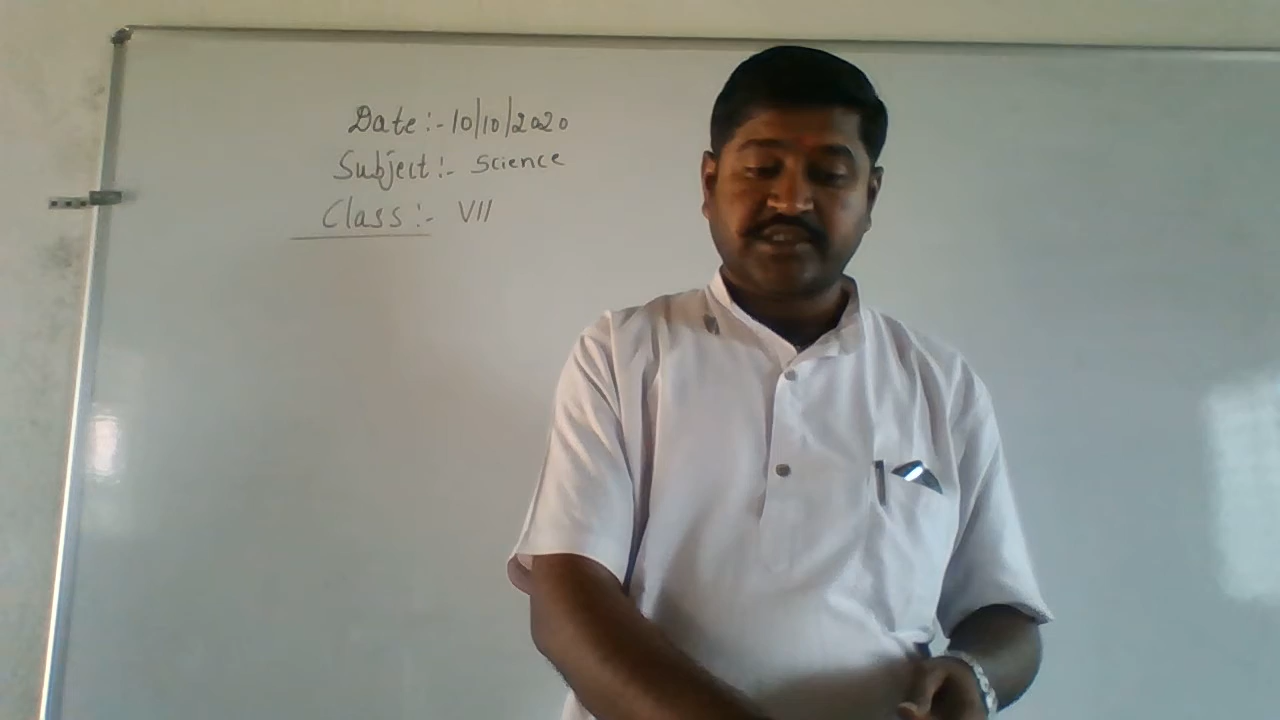 Date :- 10/10/2020
Subject :- Science
Class :- VII